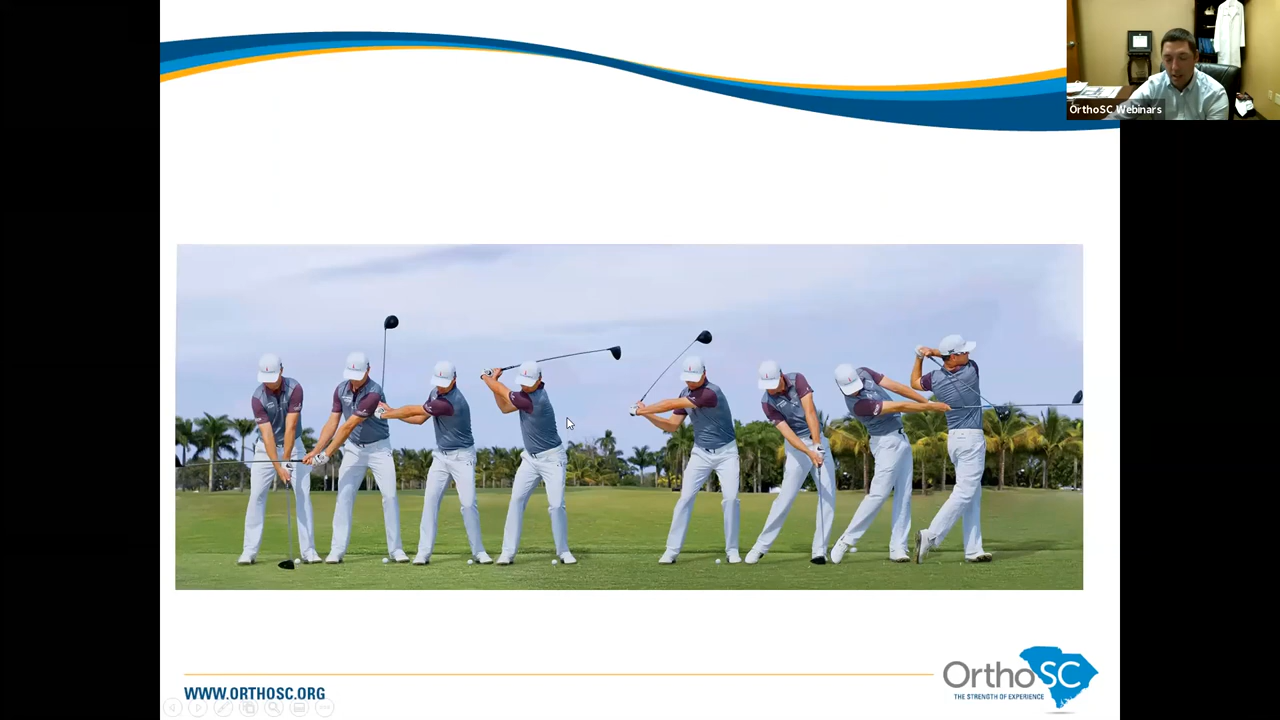 OrthoSC Webinars
WWW.ORTHOSC.ORG
OrthoSC
THE STRENGTH OF EXPERIENCE